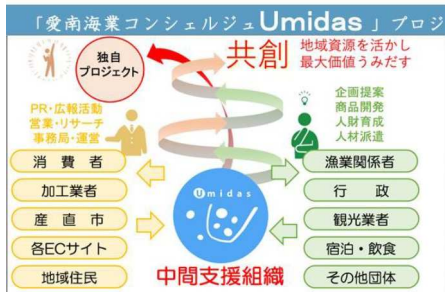 「愛南海業コンシェルジュUmidas」プロジ
独自
プロジェクト
共創
地域資源を活かし
最大価値うみだす
PR・広報活動
営業・リサーチ
事務局・運営
企画提案
商品開発
人財育成
人材派遣
消費者
加工業者
産直市
各ECサイト
地域住民
Umidas
中間支援組織
漁業関係者
行政
観光業者
宿泊・飲食
その他団体